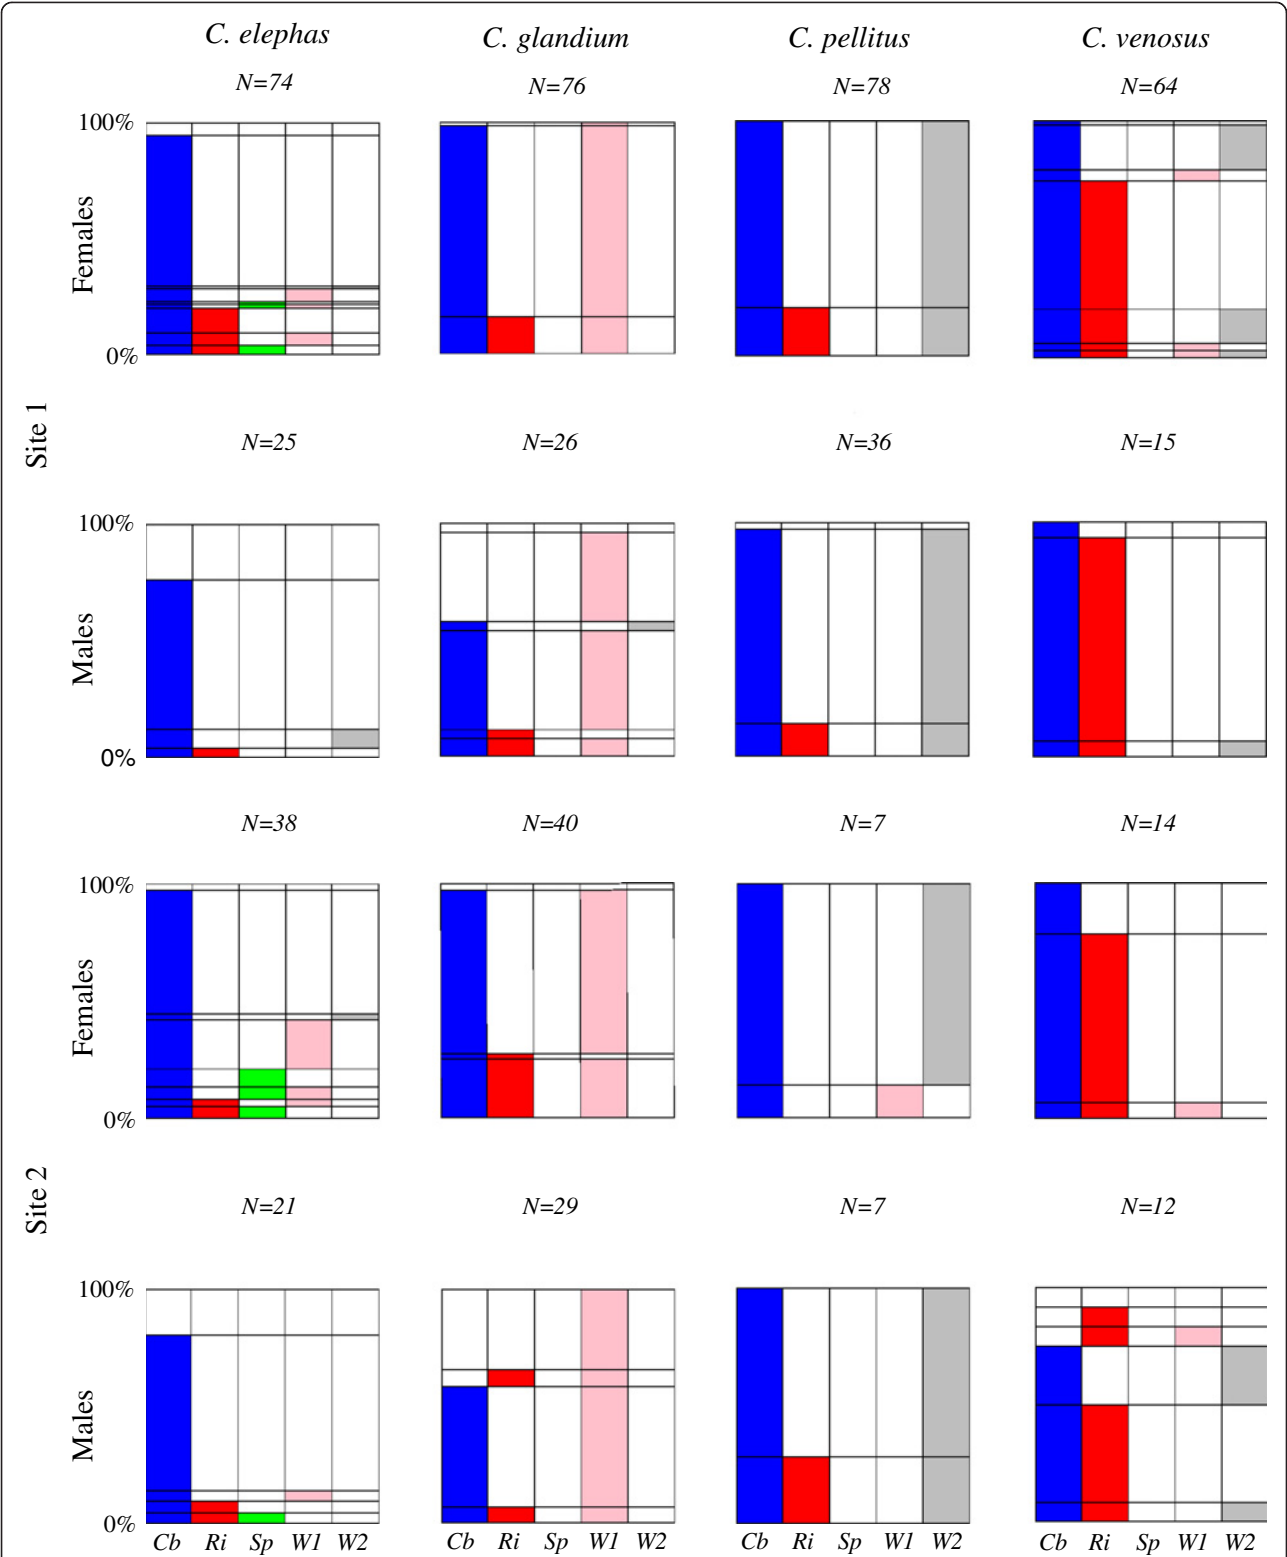 C. elephas C. glandium C. pellitus C. venosus
N=74 N=76 N=78 N=64
100%
Females
0%
Site 1
N=25 N=26 N=36 N=15
100%
Males
0%
N=38 N=40 N=7 N=14
100%
Females
0%
Site 2
N=21 N=29 N=7 N=12
100%
Males
0%
Cb Ri Sp W1 W2 Cb Ri Sp W1 W2 Cb Ri Sp W1 W2 Cb Ri Sp W1 W2